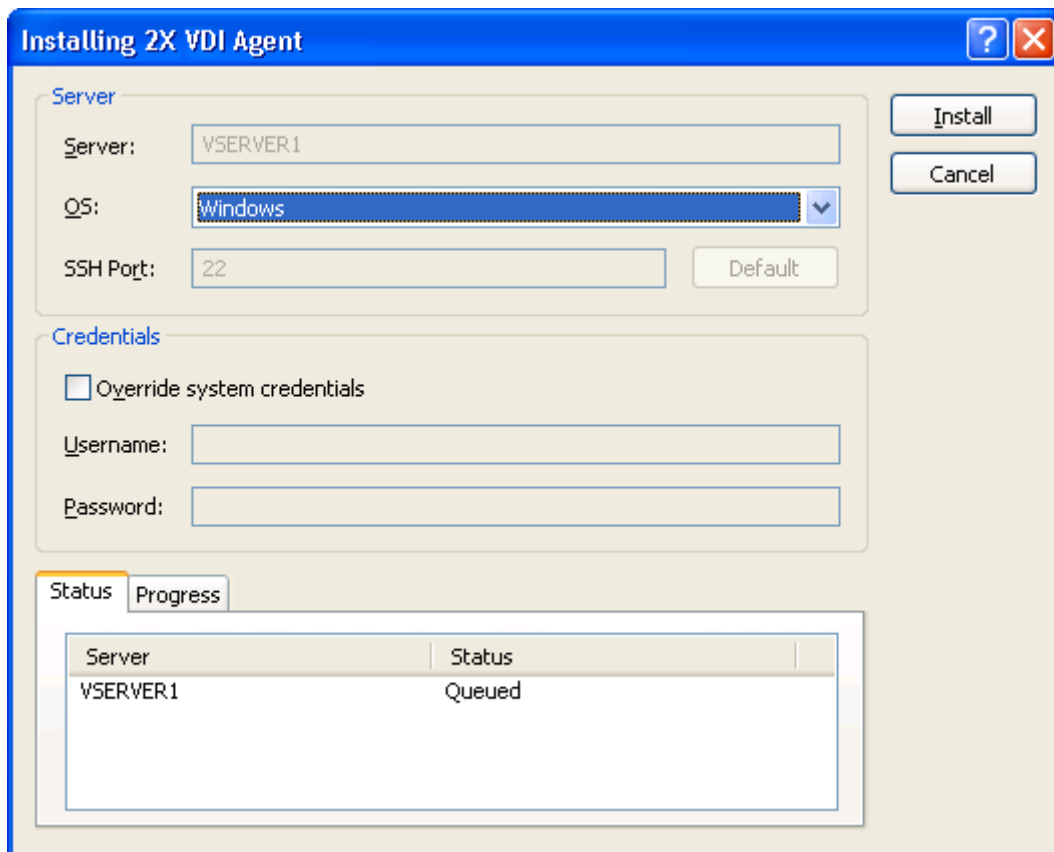 Installing 2X VDI Agent
Server
Server: VSERVER1
Install
OS: Windows
Cancel
SSH Port: 22 Default
Credentials
Override system credentials
Username:
Password:
Status Progress
Server Status
VSERVER1 Queued